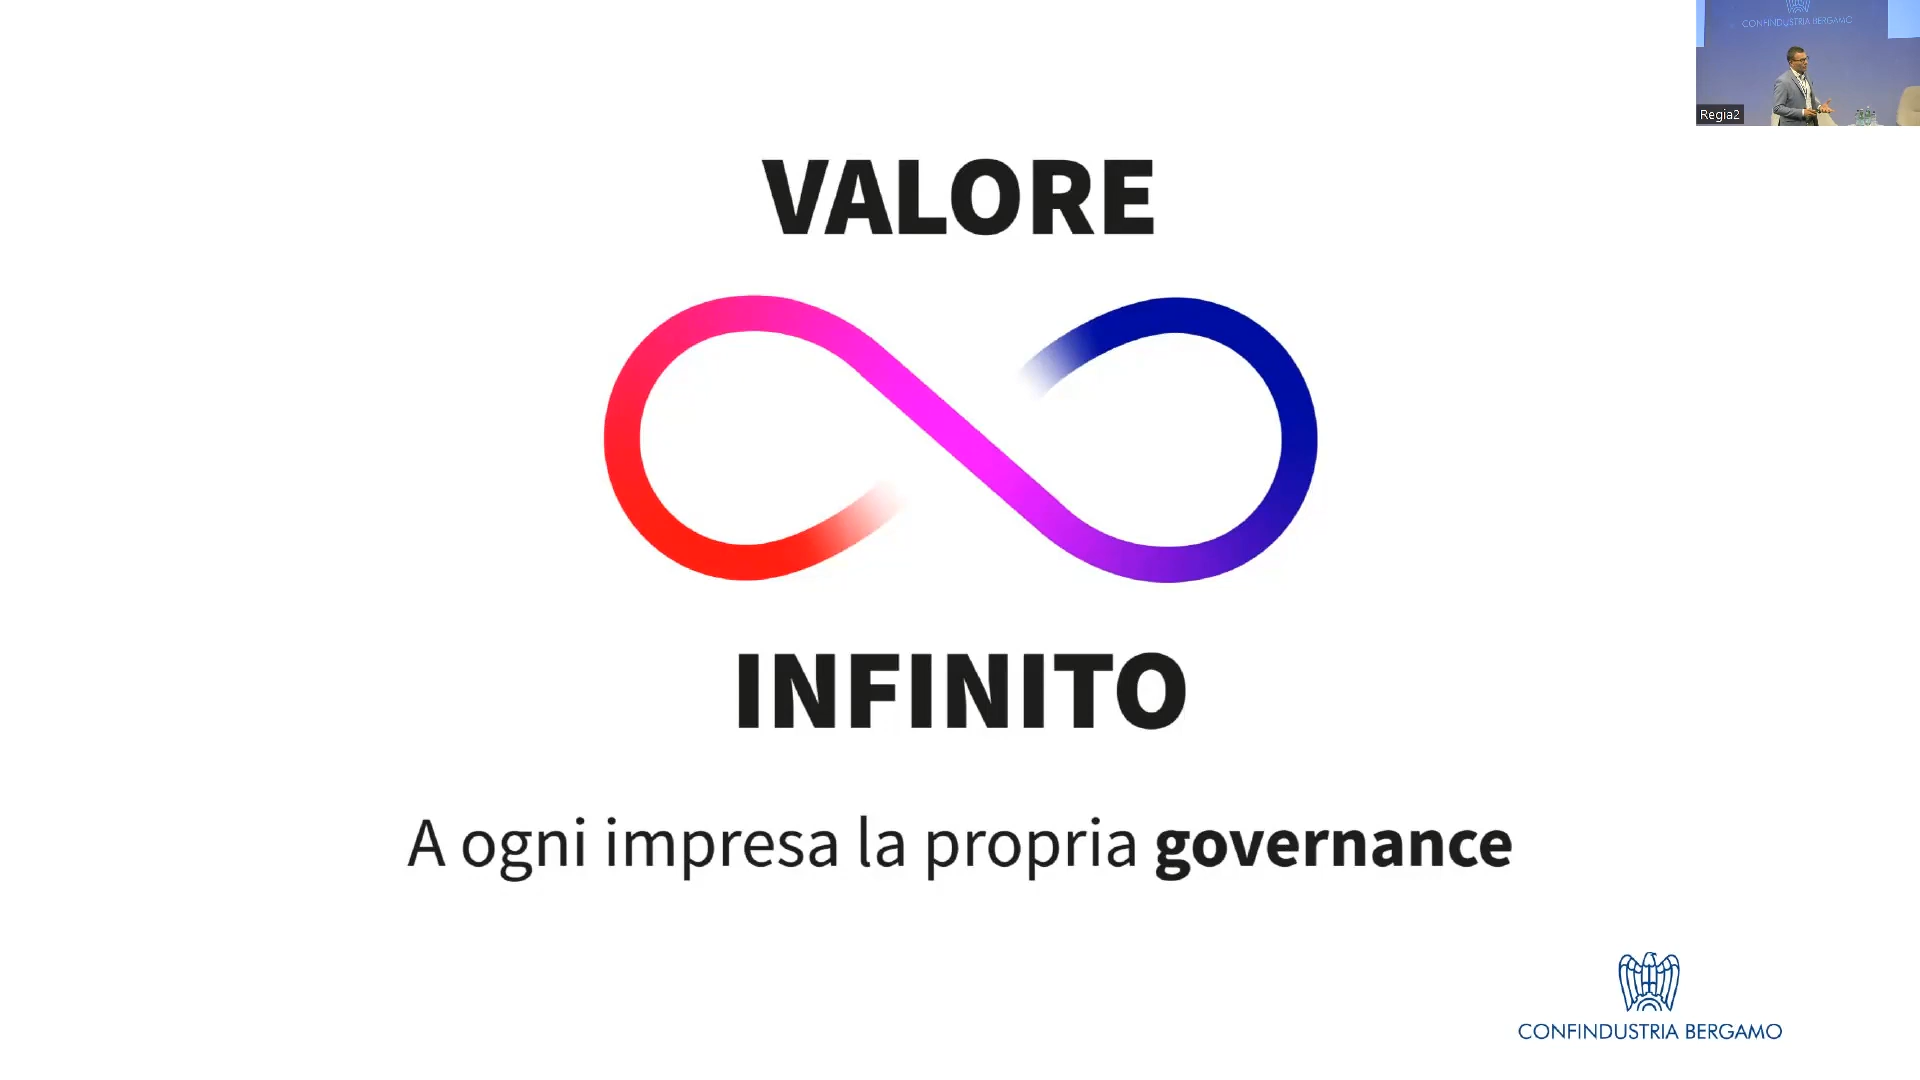 CONFINDUSTRIA BERGAMO
Regia2
VALORE
INFINITO
A ogni impresa la propria governance
CONFINDUSTRIA BERGAMO